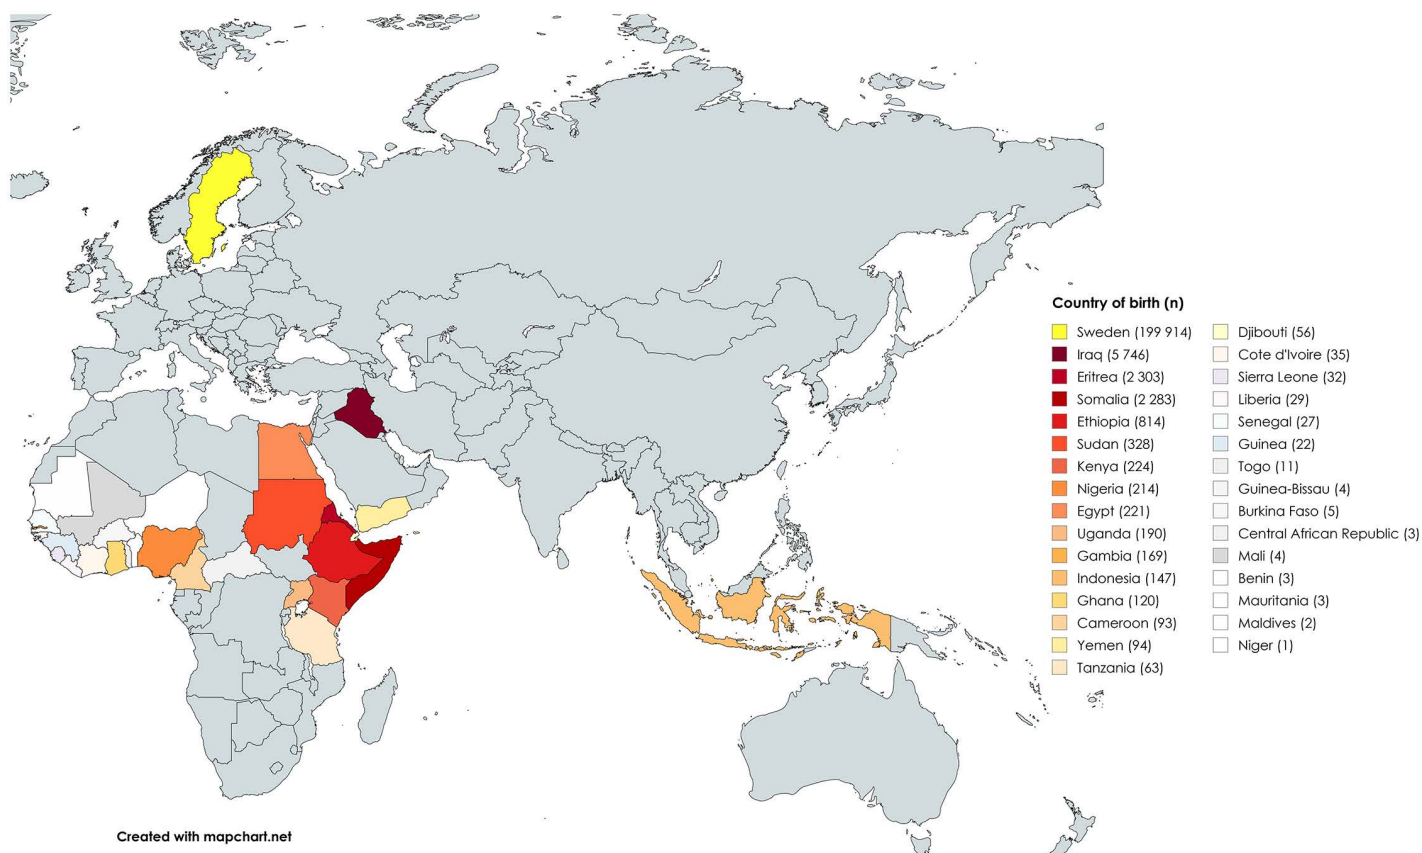 Country of birth (n)
Sweden (199 914)
Iraq (5 746)
Eritrea (2 303)
Somalia (2 283)
Ethiopia (814)
Sudan (328)
Kenya (224)
Nigeria (214)
Egypt (221)
Uganda (190)
Gambia (169)
Indonesia (147)
Ghana (120)
Cameroon (93)
Yemen (94)
Tanzania (63)
Djibouti (56)
Cote d'Ivoire (35)
Sierra Leone (32)
Liberia (29)
Senegal (27)
Guinea (22)
Togo (11)
Guinea-Bissau (4)
Burkina Faso (5)
Central African Republic (3)
Mali (4)
Benin (3)
Mauritania (3)
Maldives (2)
Niger (1)
Created with mapchart.net